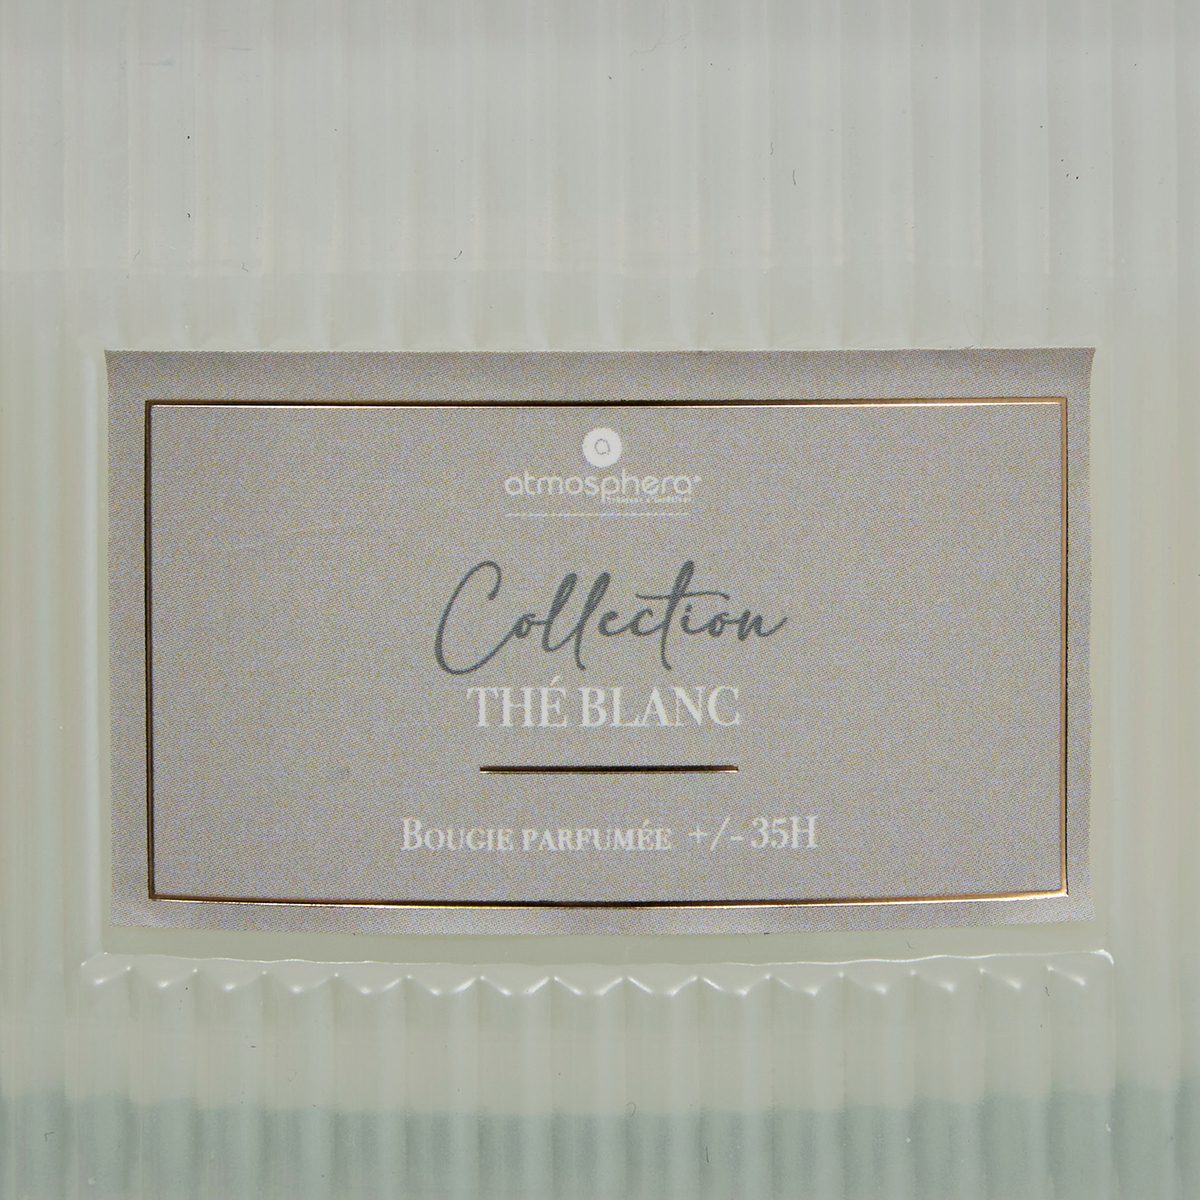 atmosphera
Collection
THÉ BLANC
BOUGIE PARFUMÉE +/- 35H